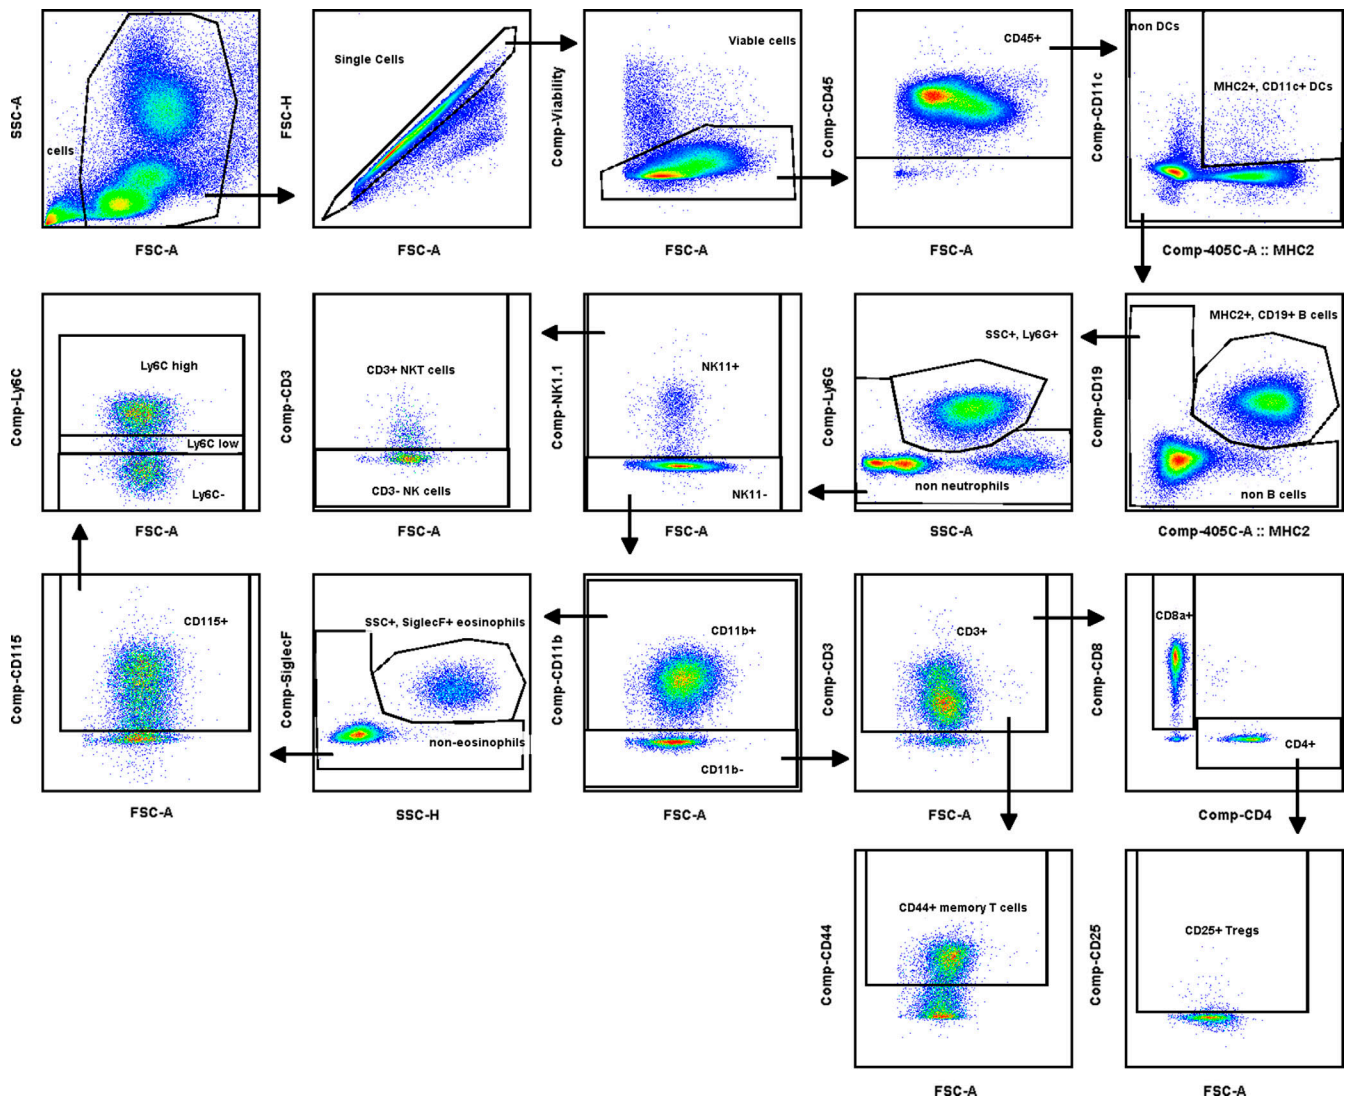 SSC-A
cells
FSC-A
FSC-H
Single Cells
FSC-A
Comp-Viability
Viable cells
FSC-A
Comp-CD45
CD45+
FSC-A
Comp-CD11c
non DCs
MHC2+, CD11c+ DCs
Comp-405C-A :: MHC2
Comp-Ly6C
Ly6C high
Ly6C low
Ly6C-
FSC-A
Comp-CD3
CD3+ NKT cells
CD3- NK cells
FSC-A
Comp-NK1.1
NK11+
NK11-
FSC-A
Comp-Ly6G
SSC+, Ly6G+
non neutrophils
SSC-A
Comp-CD19
MHC2+, CD19+ B cells
non B cells
Comp-405C-A :: MHC2
Comp-CD115
CD115+
FSC-A
Comp-SiglecF
SSC+, SiglecF+ eosinophils
non-eosinophils
SSC-H
Comp-CD11b
CD11b+
CD11b-
FSC-A
Comp-CD3
CD3+
FSC-A
Comp-CD8
CD8a+
CD4+
Comp-CD4
Comp-CD44
CD44+ memory T cells
FSC-A
Comp-CD25
CD25+ Tregs
FSC-A